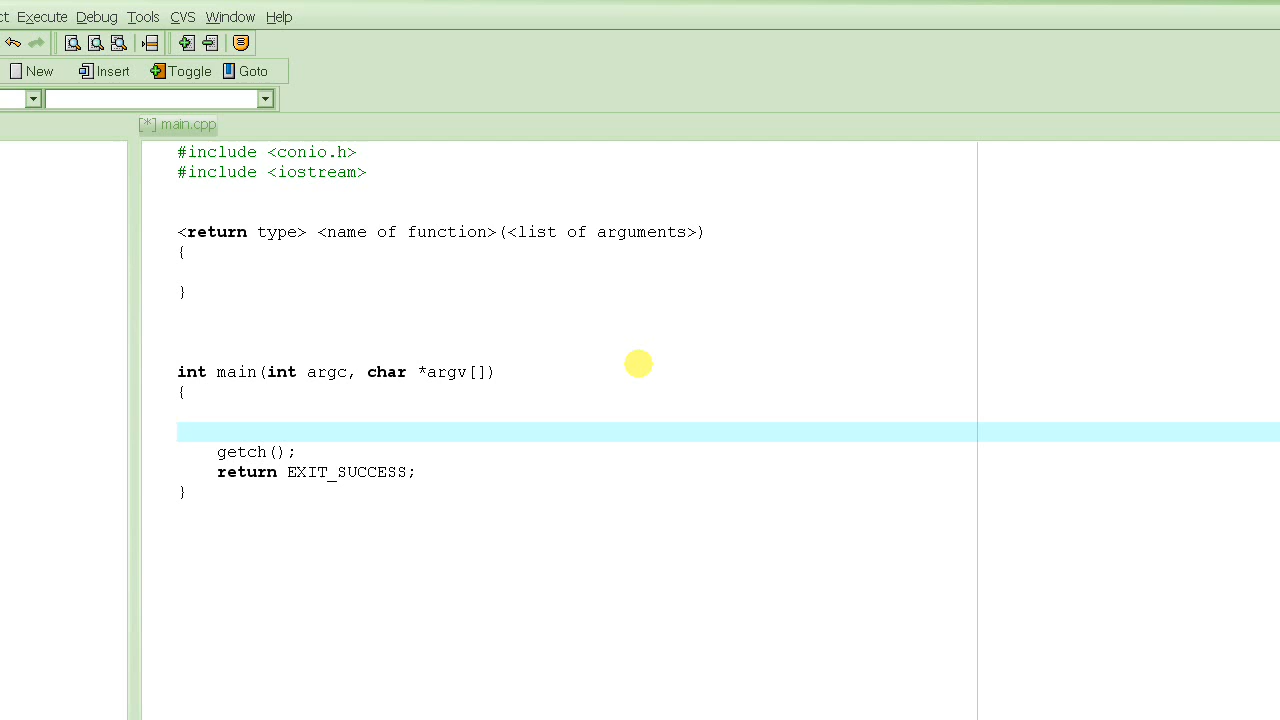 ct Execute Debug Tools CVS Window Help
New Insert Toggle Goto
[*] main.cpp
#include <conio.h>
#include <iostream>
<return type> <name of function>(<list of arguments>)
{
}
int main(int argc, char *argv[])
{
getch();
return EXIT_SUCCESS;
}